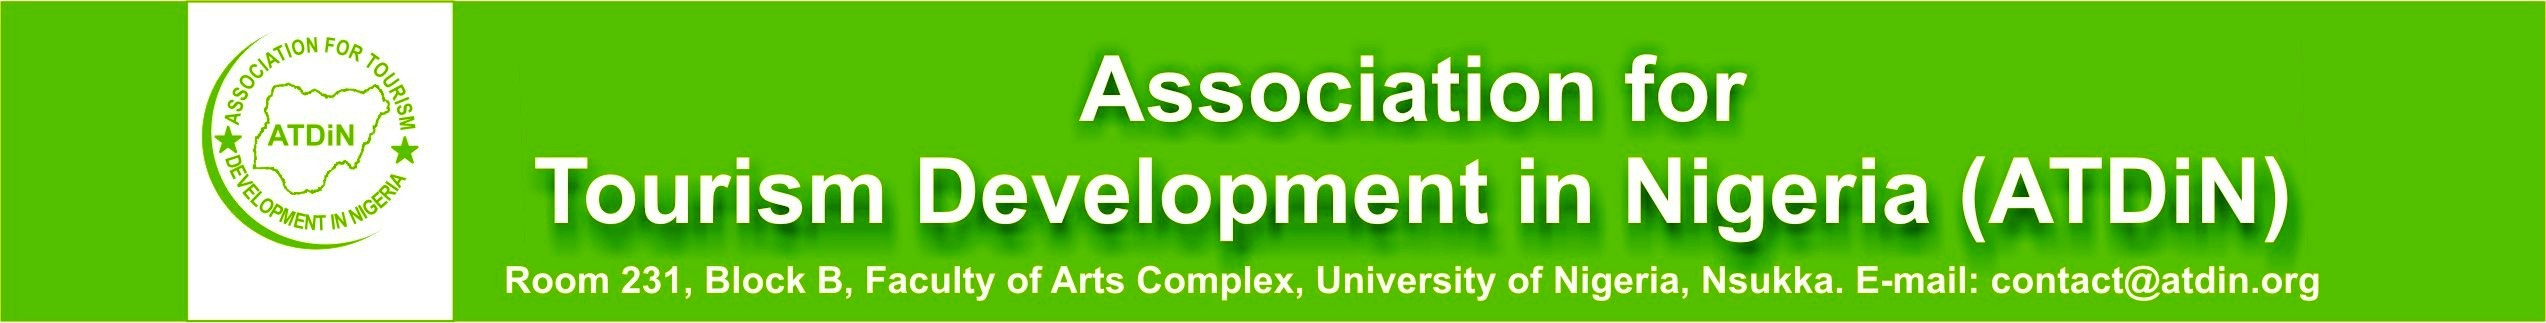 ASSOCIATION FOR TOURISM
ATDiN
DEVELOPMENT IN NIGERIA
Association for
Tourism Development in Nigeria (ATDiN)
Room 231, Block B, Faculty of Arts Complex, University of Nigeria, Nsukka. E-mail: contact@atdin.org